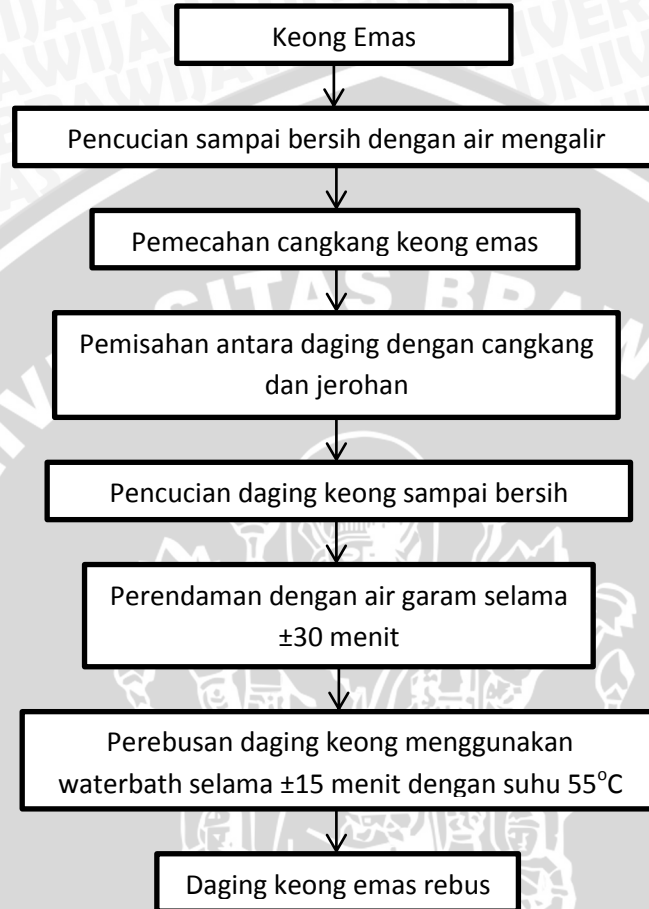 Keong Emas
Pencucian sampai bersih dengan air mengalir
Pemecahan cangkang keong emas
Pemisahan antara daging dengan cangkang
dan jerohan
Pencucian daging keong sampai bersih
Perendaman dengan air garam selama
±30 menit
Perebusan daging keong menggunakan
waterbath selama ±15 menit dengan suhu 55°C
Daging keong emas rebus